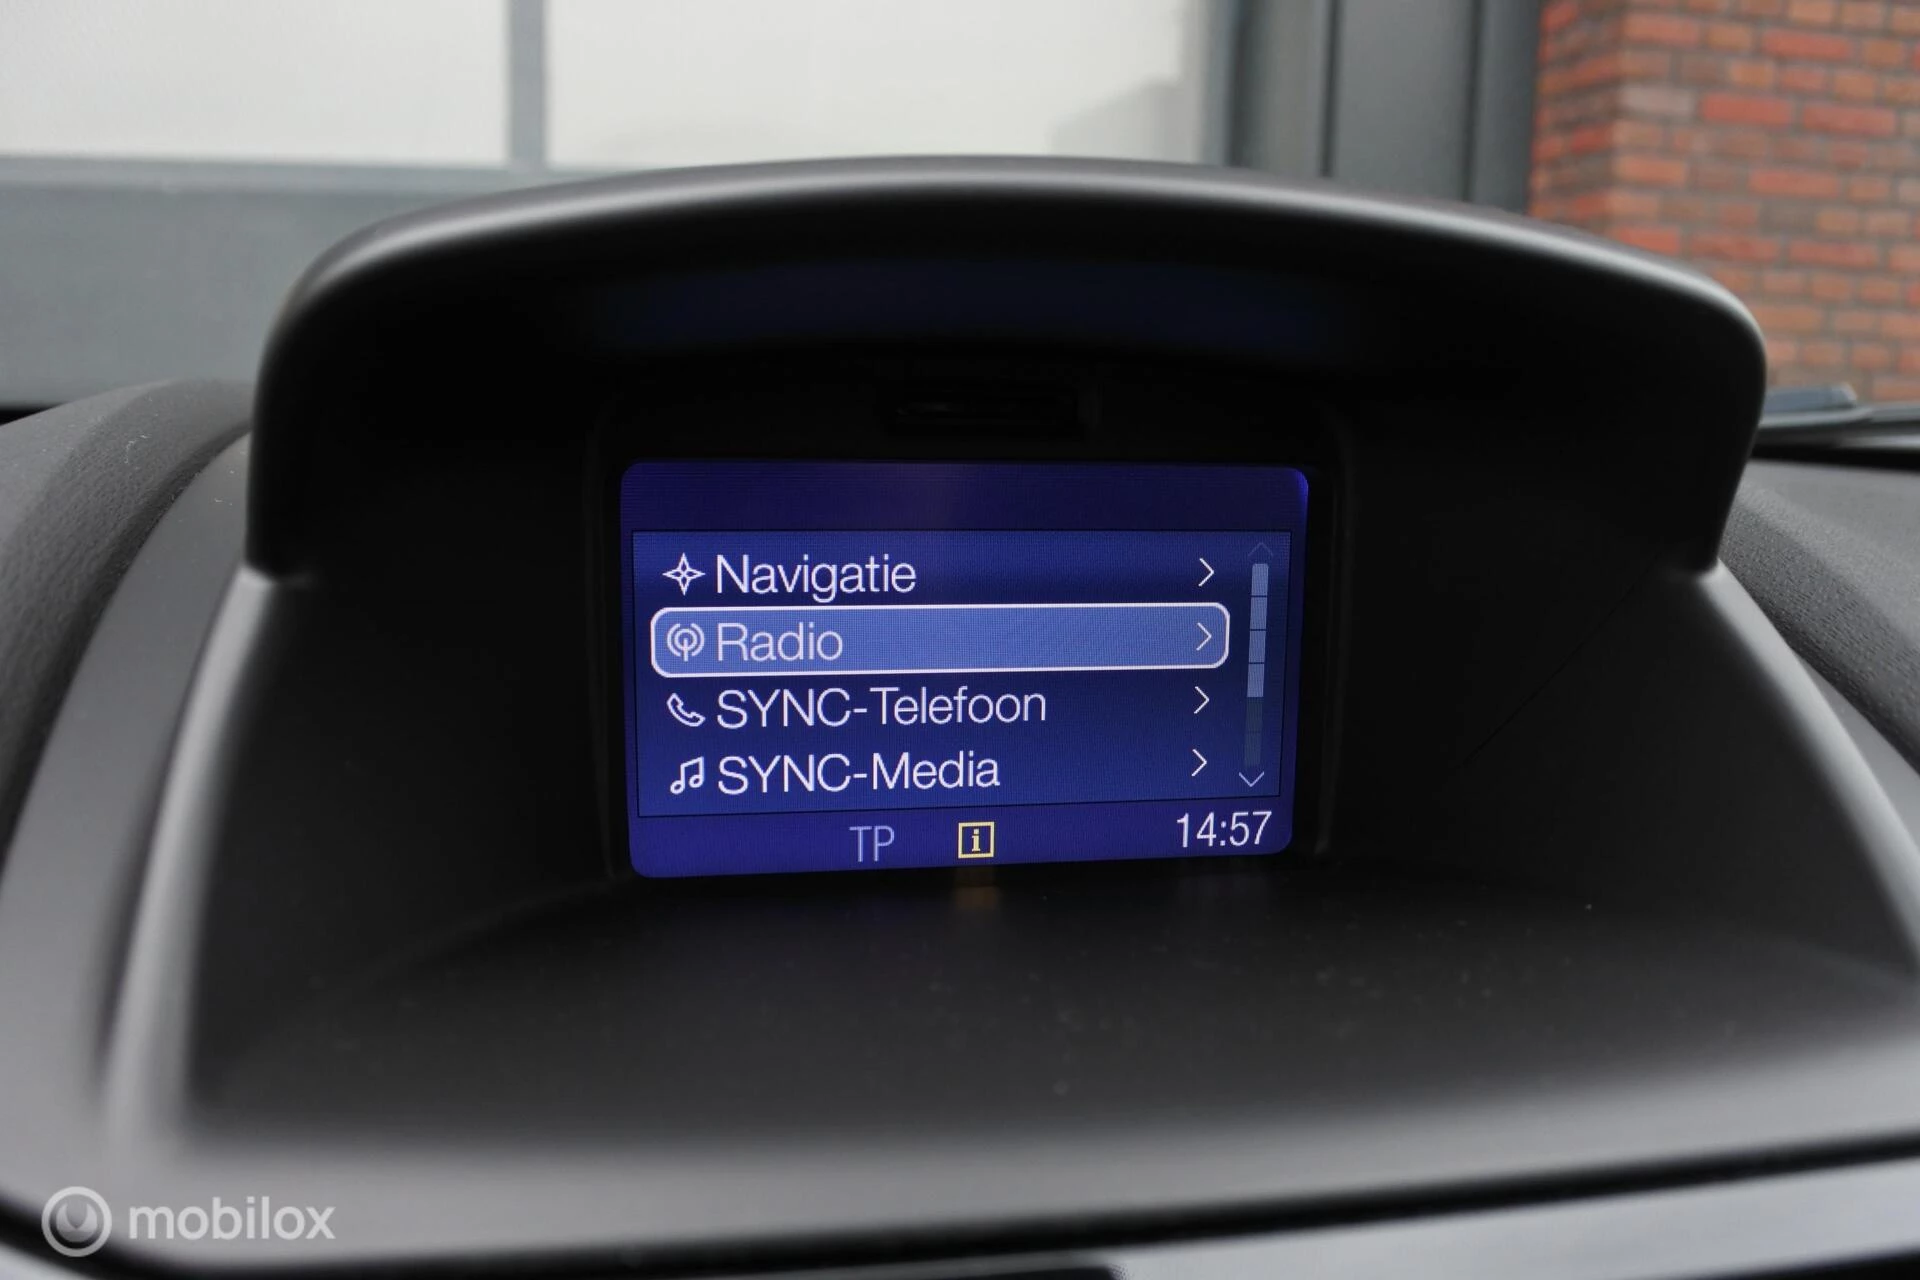 Navigatie
Radio
SYNC-Telefoon
SYNC-Media
TP i 14:57
mobilox